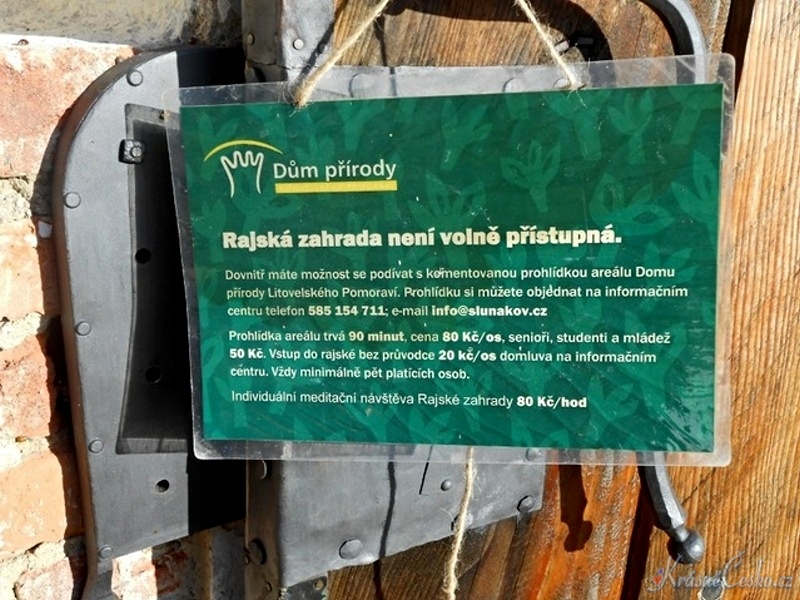 Dům přírody
Rajská zahrada není volně přístupná.
Dovnitř máte možnost se podívat s komentovanou prohlídkou areálu Domu
přírody Litovelského Pomoraví. Prohlídku si můžete objednat na informačním
centru telefon 585 154 711; e-mail info@slunakov.cz
Prohlídka areálu trvá 90 minut, cena 80 Kč/os, senioři, studenti a mládež
50 Kč. Vstup do rajské bez průvodce 20 kč/os domluva na informačním
centru. Vždy minimálně pět platících osob.
Individuální meditační návštěva Rajské zahrady 80 Kč/hod
KrásnéČesko.cz